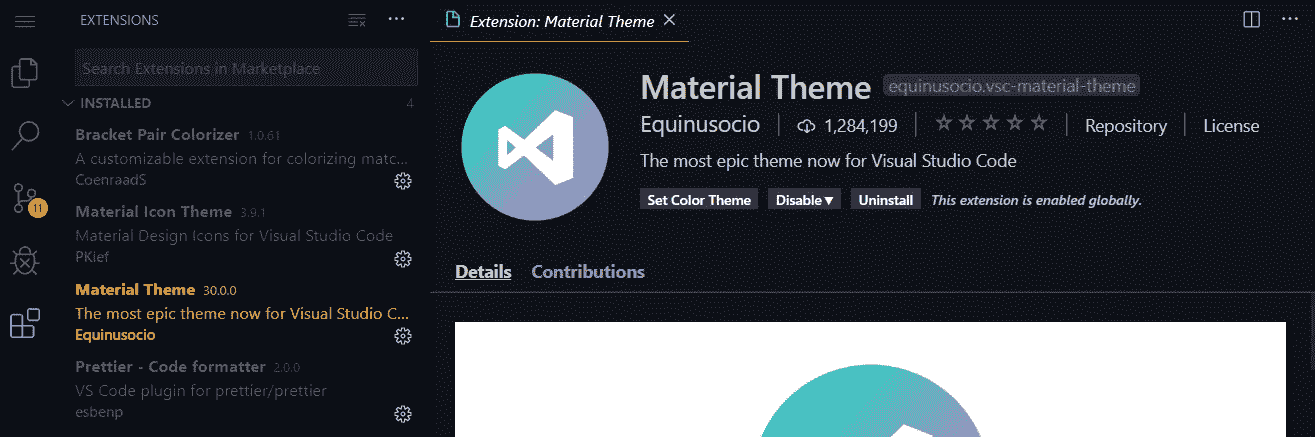 EXTENSIONS
Search Extensions in Marketplace
INSTALLED 4
Bracket Pair Colorizer 1.0.61
A customizable extension for colorizing matc...
CoenraadS
Material Icon Theme 3.9.1
Material Design Icons for Visual Studio Code
PKief
11
Material Theme 30.0.0
The most epic theme now for Visual Studio C...
Equinusocio
Prettier - Code formatter 2.0.0
VS Code plugin for prettier/prettier
esbenp
Extension: Material Theme
Material Theme equinusocio.vsc-material-theme
Equinusocio 1,284,199 Repository License
The most epic theme now for Visual Studio Code
Set Color Theme Disable Uninstall This extension is enabled globally.
Details Contributions